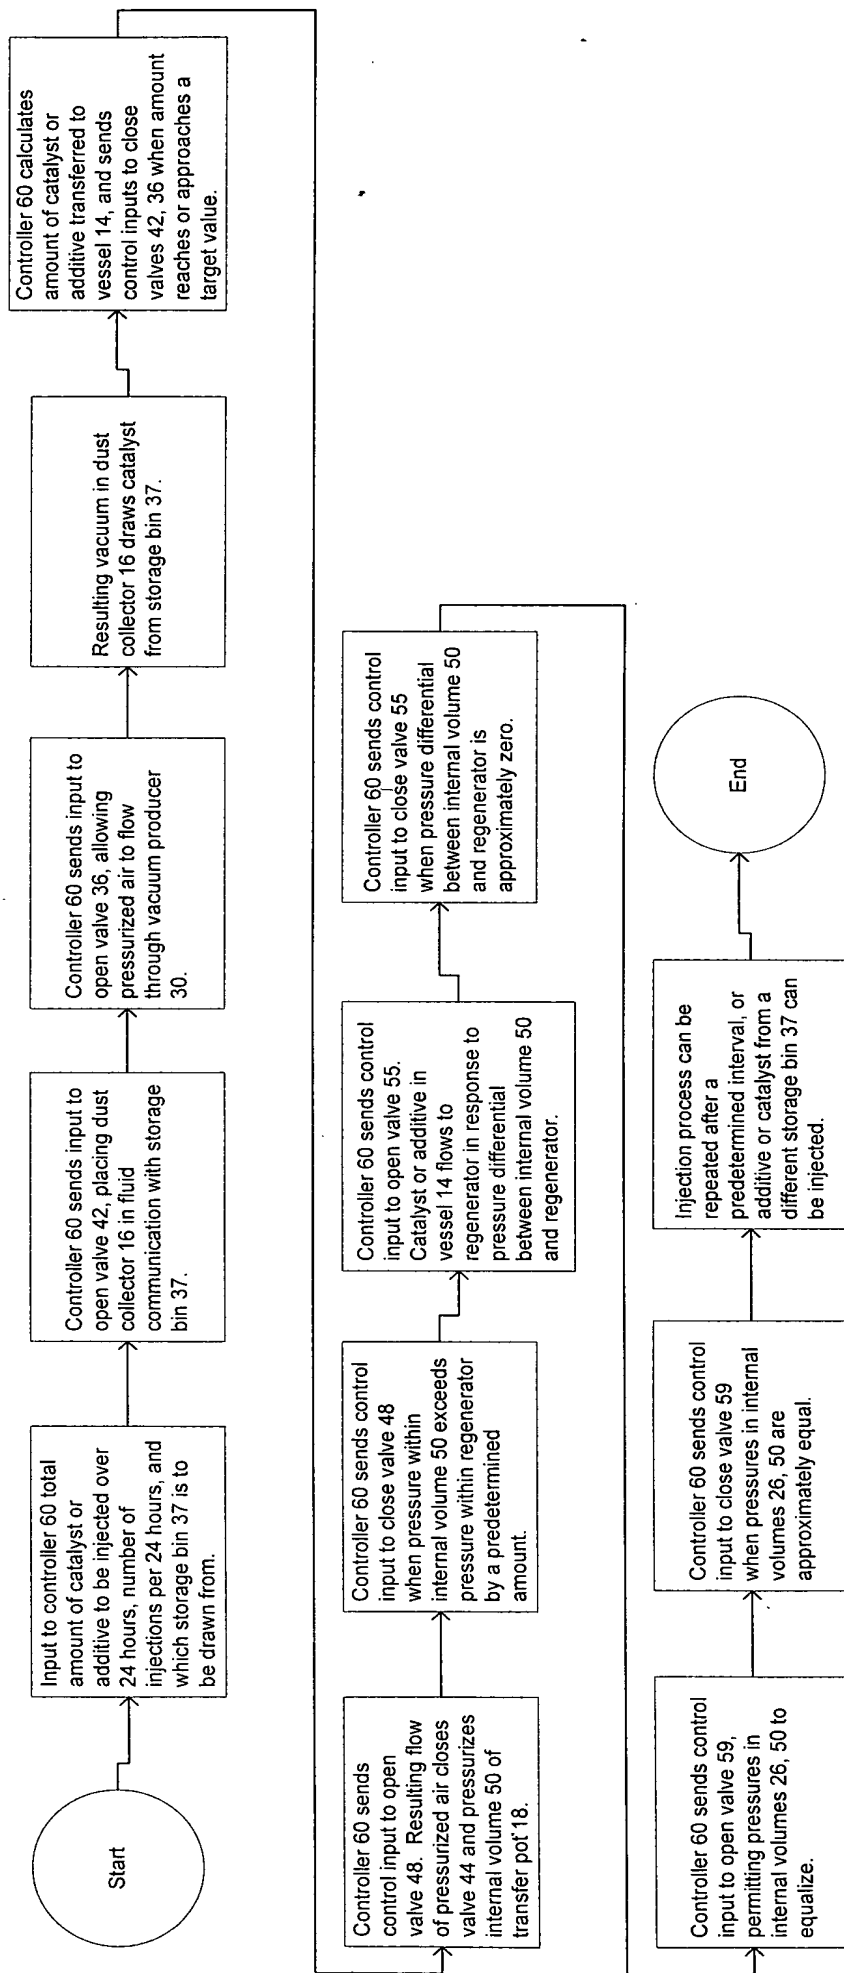 Start
Input to controller 60 total
amount of catalyst or
additive to be injected over
24 hours, number of
injections per 24 hours, and
which storage bin 37 is to
be drawn from.
Controller 60 sends input to
open valve 42, placing dust
collector 16 in fluid
communication with storage
bin 37.
Controller 60 sends input to
open valve 36, allowing
pressurized air to flow
through vacuum producer
30.
Resulting vacuum in dust
collector 16 draws catalyst
from storage bin 37.
Controller 60 calculates
amount of catalyst or
additive transferred to
vessel 14, and sends
control inputs to close
valves 42, 36 when amount
reaches or approaches a
target value.
Controller 60 sends
control input to open
valve 48. Resulting flow
of pressurized air closes
valve 44 and pressurizes
internal volume 50 of
transfer pot 18.
Controller 60 sends control
input to close valve 48
when pressure within
internal volume 50 exceeds
pressure within regenerator
by a predetermined
amount.
Controller 60 sends control
input to open valve 55.
Catalyst or additive in
vessel 14 flows to
regenerator in response to
pressure differential
between internal volume 50
and regenerator.
Controller 60 sends control
input to close valve 55
when pressure differential
between internal volume 50
and regenerator is
approximately zero.
Controller 60 sends control
input to open valve 59,
permitting pressures in
internal volumes 26, 50 to
equalize.
Controller 60 sends control
input to close valve 59
when pressures in internal
volumes 26, 50 are
approximately equal.
Injection process can be
repeated after a
predetermined interval, or
additive or catalyst from a
different storage bin 37 can
be injected.
End